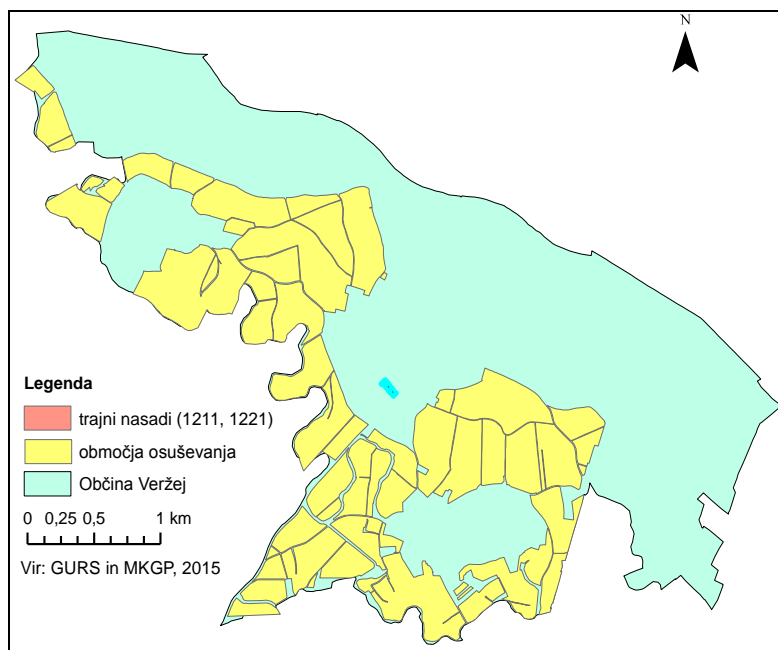 N
Legenda
trajni nasadi (1211, 1221)
območja osuševanja
Občina Veržej
0 0,25 0,5 1 km
Vir: GURS in MKGP, 2015